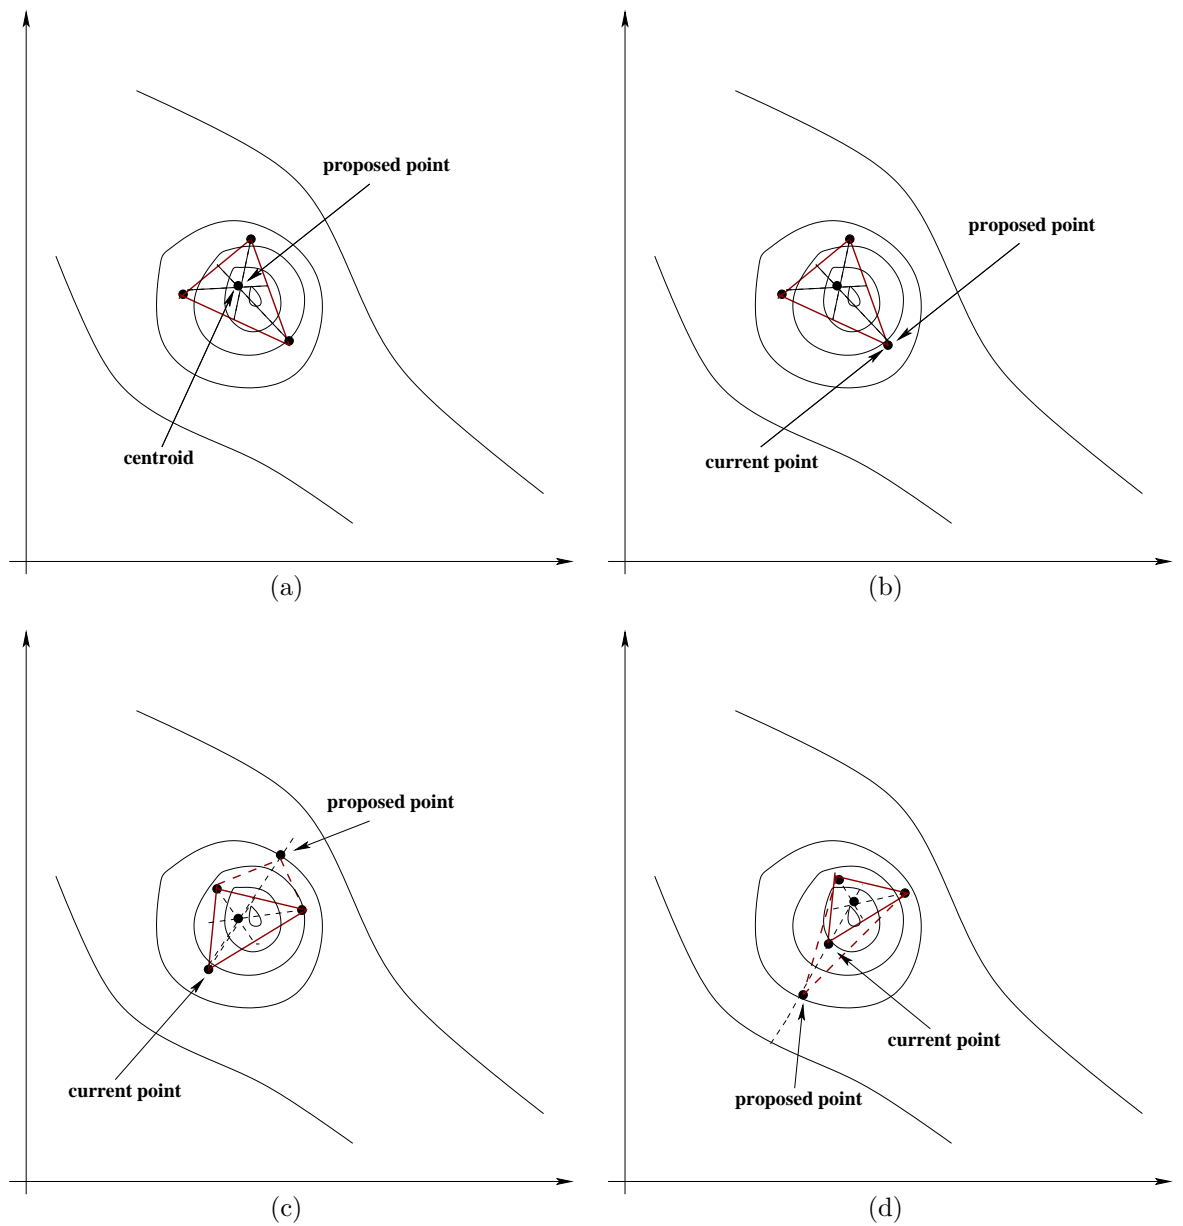 proposed point
centroid
(a)
proposed point
current point
(b)
proposed point
current point
(c)
current point
proposed point
(d)